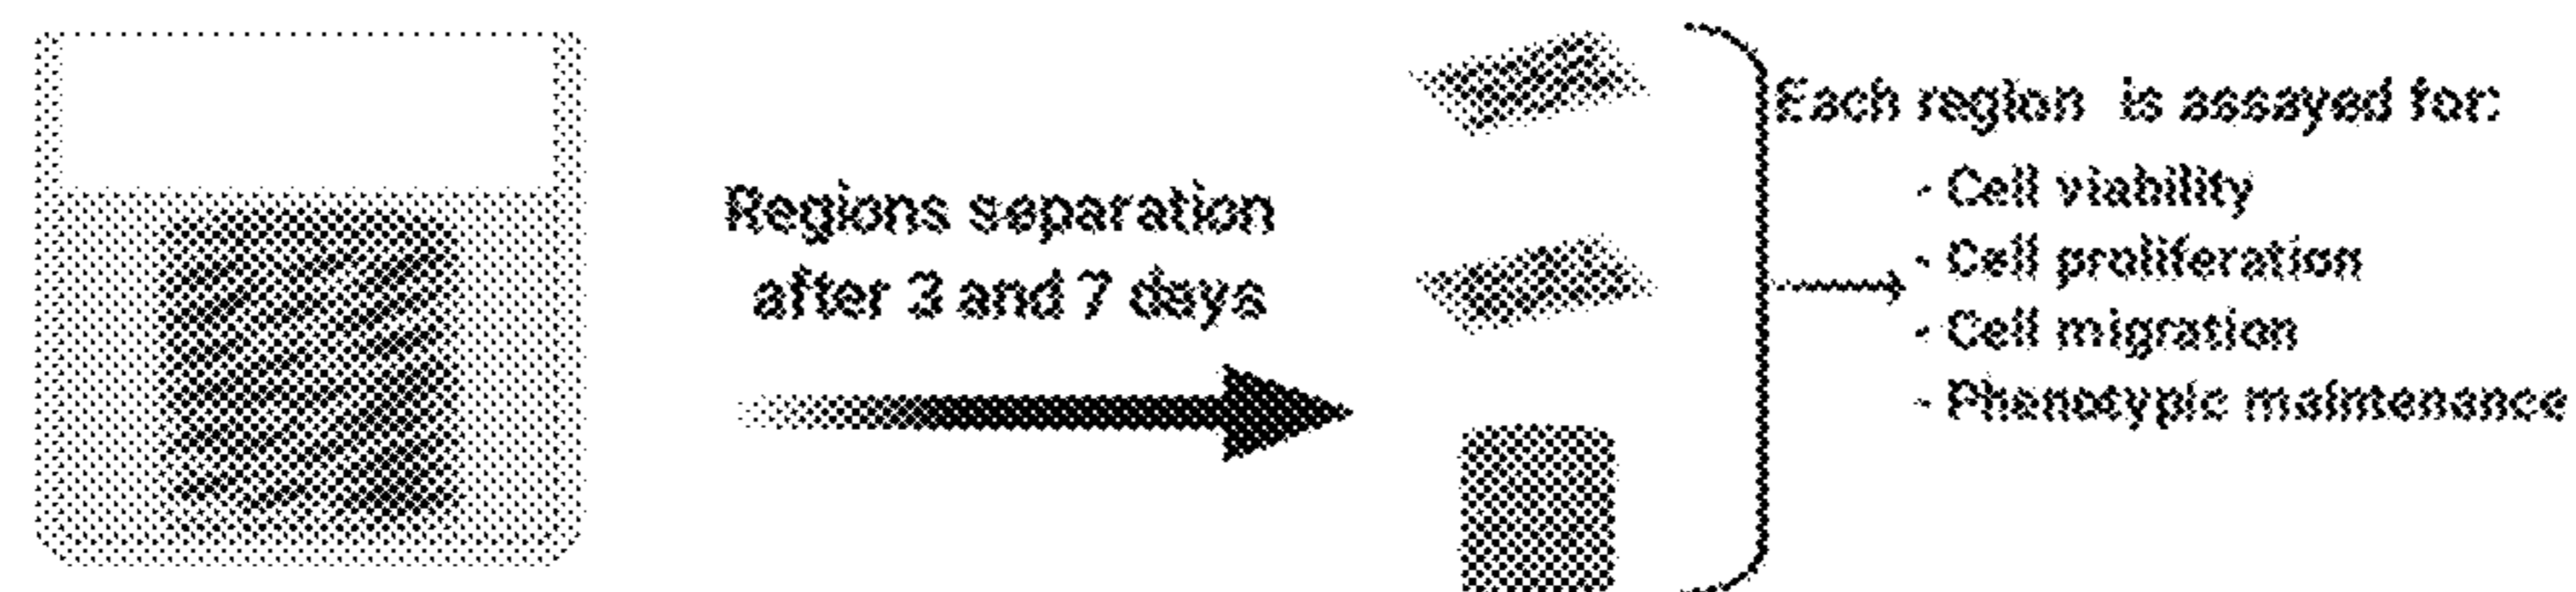 Regions separation
after 3 and 7 days
Each region is assayed for:
- Cell viability
- Cell proliferation
- Cell migration
- Phenotypic maintenance